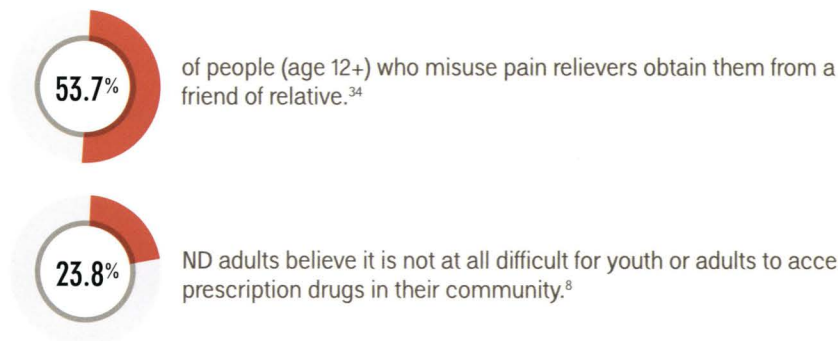 53.7%
of people (age 12+) who misuse pain relievers obtain them from a
friend of relative.34
23.8%
ND adults believe it is not at all difficult for youth or adults to acce
prescription drugs in their community.8